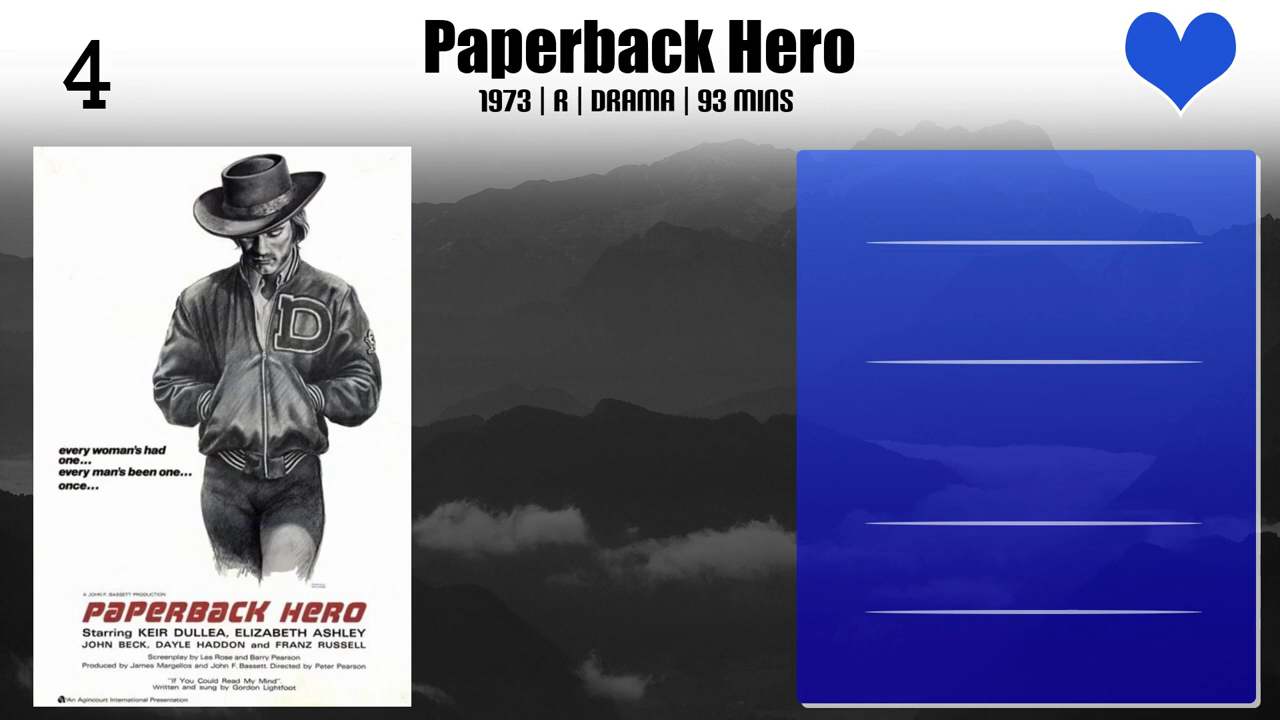 4
Paperback Hero
1973 | R | DRAMA | 93 MINS
D
every woman's had
one...
every man's been one...
once...
A JOHN F. BASSETT PRODUCTION
PAPERBACK HERO
Starring KEIR DULLEA, ELIZABETH ASHLEY
JOHN BECK, DAYLE HADDON and FRANZ RUSSELL
Screenplay by Les Rose and Barry Pearson
Produced by James Margellos and John F. Bassett. Directed by Peter Pearson
"If You Could Read My Mind".
Written and sung by Gordon Lightfoot
An Agincourt International Presentation